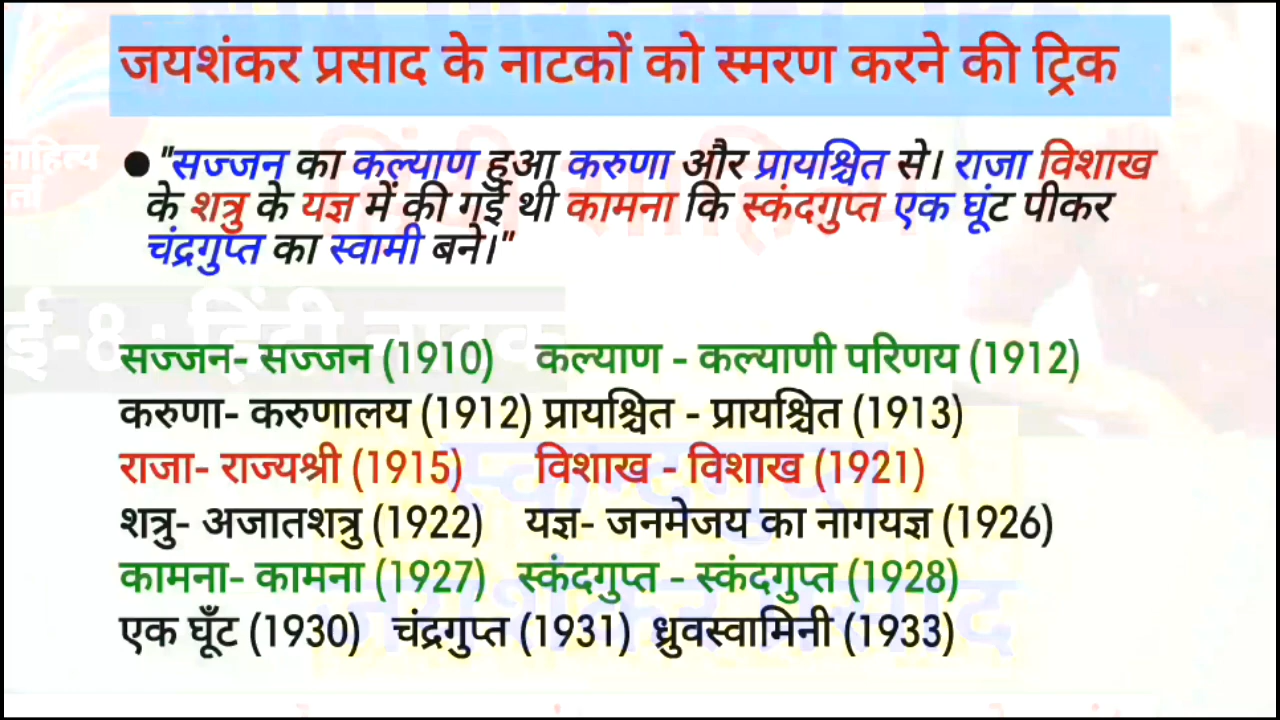 जयशंकर प्रसाद के नाटकों को स्मरण करने की ट्रिक
● "सज्जन का कल्याण हुआ करुणा और प्रायश्चित से। राजा विशाख
के शत्रु के यज्ञ में की गई थी कामना कि स्कंदगुप्त एक घूंट पीकर
चंद्रगुप्त का स्वामी बने।"
सज्जन- सज्जन (1910) कल्याण - कल्याणी परिणय (1912)
करुणा- करुणालय (1912) प्रायश्चित - प्रायश्चित (1913)
राजा- राज्यश्री (1915) विशाख - विशाख (1921)
शत्रु- अजातशत्रु (1922) यज्ञ- जनमेजय का नागयज्ञ (1926)
कामना- कामना (1927) स्कंदगुप्त - स्कंदगुप्त (1928)
एक घूँट (1930) चंद्रगुप्त (1931) ध्रुवस्वामिनी (1933)